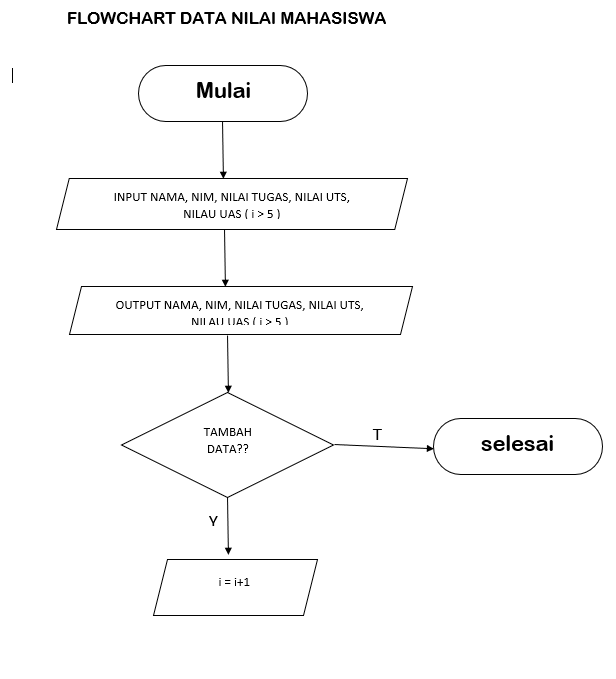 FLOWCHART DATA NILAI MAHASISWA
Mulai
INPUT NAMA, NIM, NILAI TUGAS, NILAI UTS,
NILAU UAS ( i > 5 )
OUTPUT NAMA, NIM, NILAI TUGAS, NILAI UTS,
NILAU UAS ( i > 5 )
TAMBAH
DATA??
T
selesai
Y
i = i+1